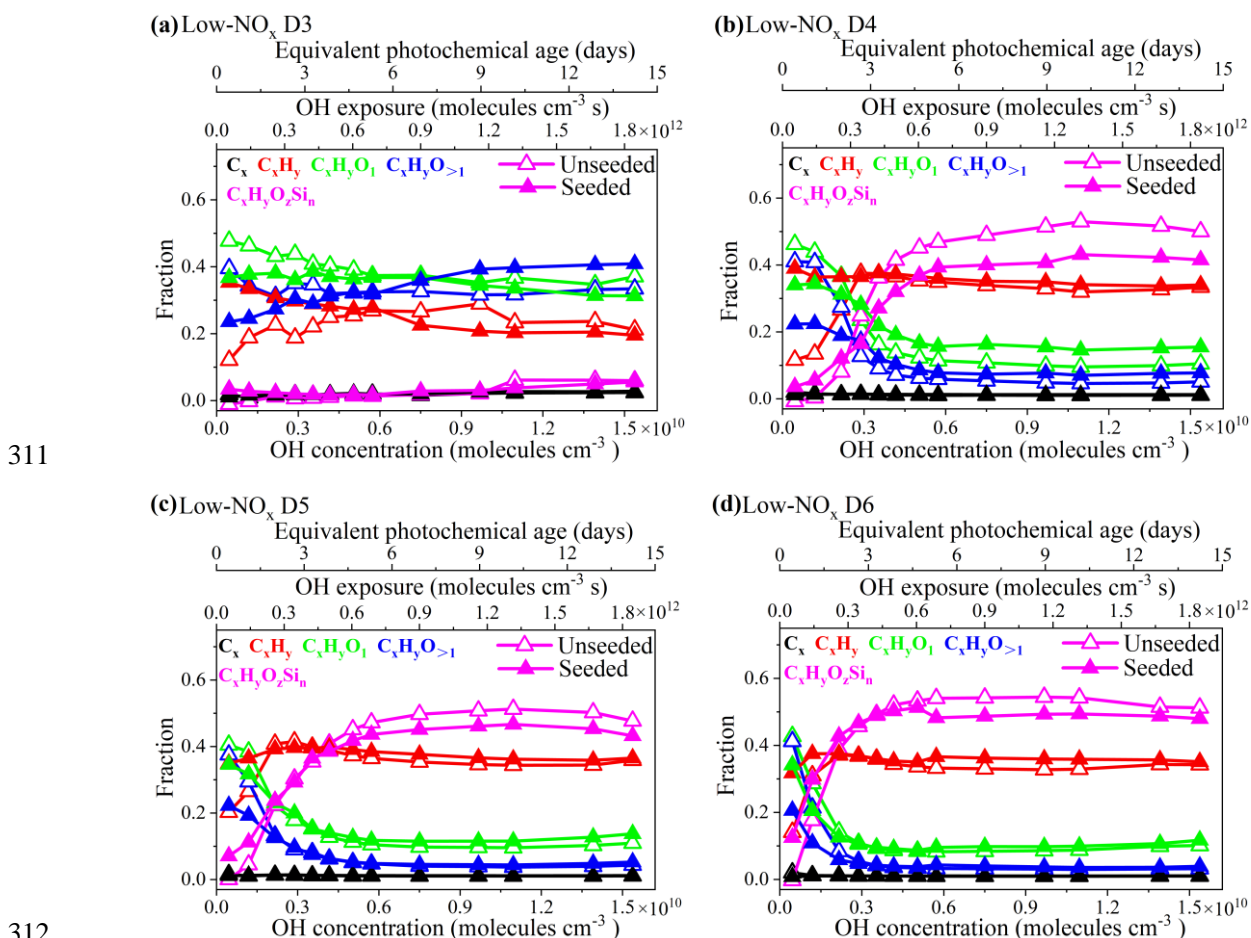 (a) Low-NOx D3
Equivalent photochemical age (days)
0 3 6 9 12 15
OH exposure (molecules cm-3 s)
0.0 0.3 0.6 0.9 1.2 1.5 1.8×10^12
Cx CxHy CxHyO1 CxHyO>1
CxHyOzSin
Unseeded
Seeded
Fraction
0.6
0.4
0.2
0.0
0.0 0.3 0.6 0.9 1.2 1.5 ×10^10
OH concentration (molecules cm-3 )
(b) Low-NOx D4
Equivalent photochemical age (days)
0 3 6 9 12 15
OH exposure (molecules cm-3 s)
0.0 0.3 0.6 0.9 1.2 1.5 1.8×10^12
Cx CxHy CxHyO1 CxHyO>1
CxHyOzSin
Unseeded
Seeded
Fraction
0.6
0.4
0.2
0.0
0.0 0.3 0.6 0.9 1.2 1.5 ×10^10
OH concentration (molecules cm-3 )
311
(c) Low-NOx D5
Equivalent photochemical age (days)
0 3 6 9 12 15
OH exposure (molecules cm-3 s)
0.0 0.3 0.6 0.9 1.2 1.5 1.8×10^12
Cx CxHy CxHyO1 CxHyO>1
CxHyOzSin
Unseeded
Seeded
Fraction
0.6
0.4
0.2
0.0
0.0 0.3 0.6 0.9 1.2 1.5×10^10
OH concentration (molecules cm-3 )
(d) Low-NOx D6
Equivalent photochemical age (days)
0 3 6 9 12 15
OH exposure (molecules cm-3 s)
0.0 0.3 0.6 0.9 1.2 1.5 1.8×10^12
Cx CxHy CxHyO1 CxHyO>1
CxHyOzSin
Unseeded
Seeded
Fraction
0.6
0.4
0.2
0.0
0.0 0.3 0.6 0.9 1.2 1.5×10^10
OH concentration (molecules cm-3 )
312